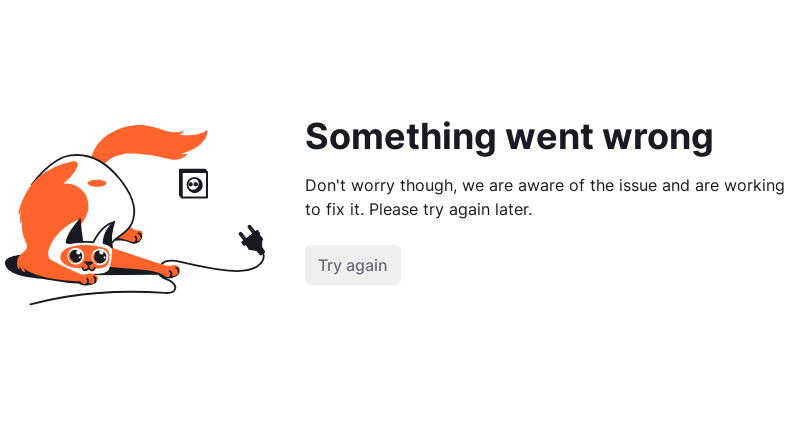 Something went wrong
Don't worry though, we are aware of the issue and are working
to fix it. Please try again later.
Try again